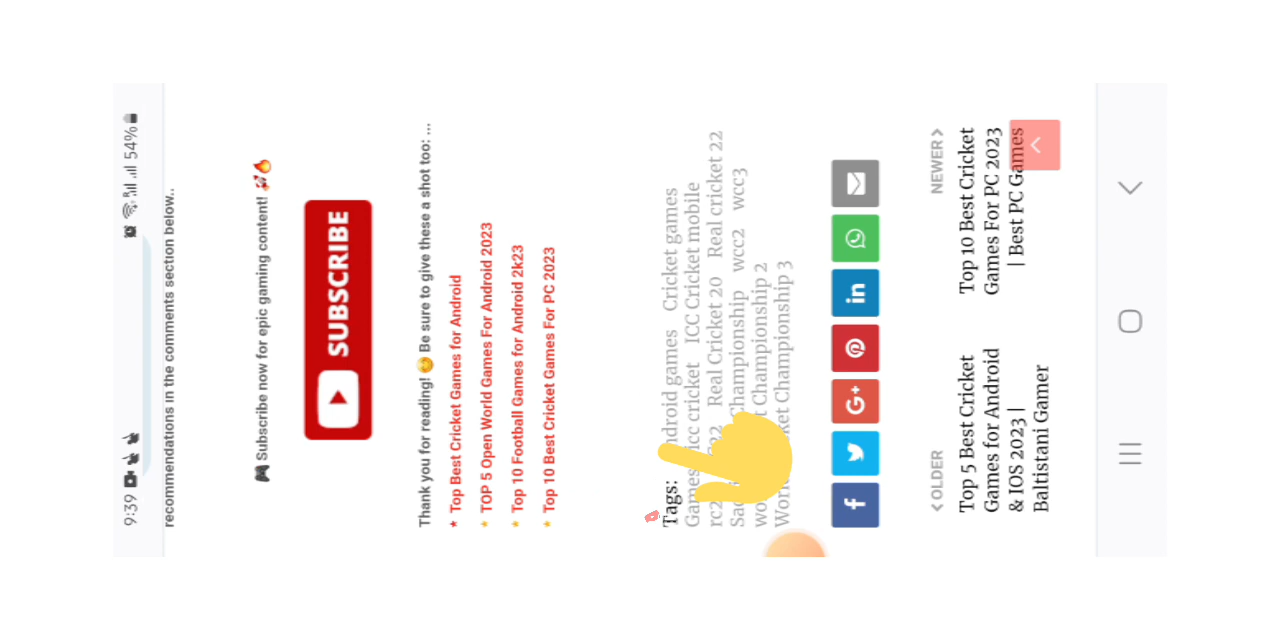 9:39 54%
recommendations in the comments section below..
🎮 Subscribe now for epic gaming content! 🚀🔥
SUBSCRIBE
Thank you for reading! 😊 Be sure to give these a shot too: ...
* Top Best Cricket Games for Android
* TOP 5 Open World Games For Android 2023
* Top 10 Football Games for Android 2k23
* Top 10 Best Cricket Games For PC 2023
Tags: games Cricket games
Games cricket ICC Cricket mobile
Real Cricket 20 Real cricket 22
Championship wcc2 wcc3
Championship 2
Championship 3
f G+ in
<OLDER
Top 5 Best Cricket
Games for Android
& IOS 2023 |
Baltistani Gamer
NEWER>
Top 10 Best Cricket
Games For PC 2023
| Best PC Games